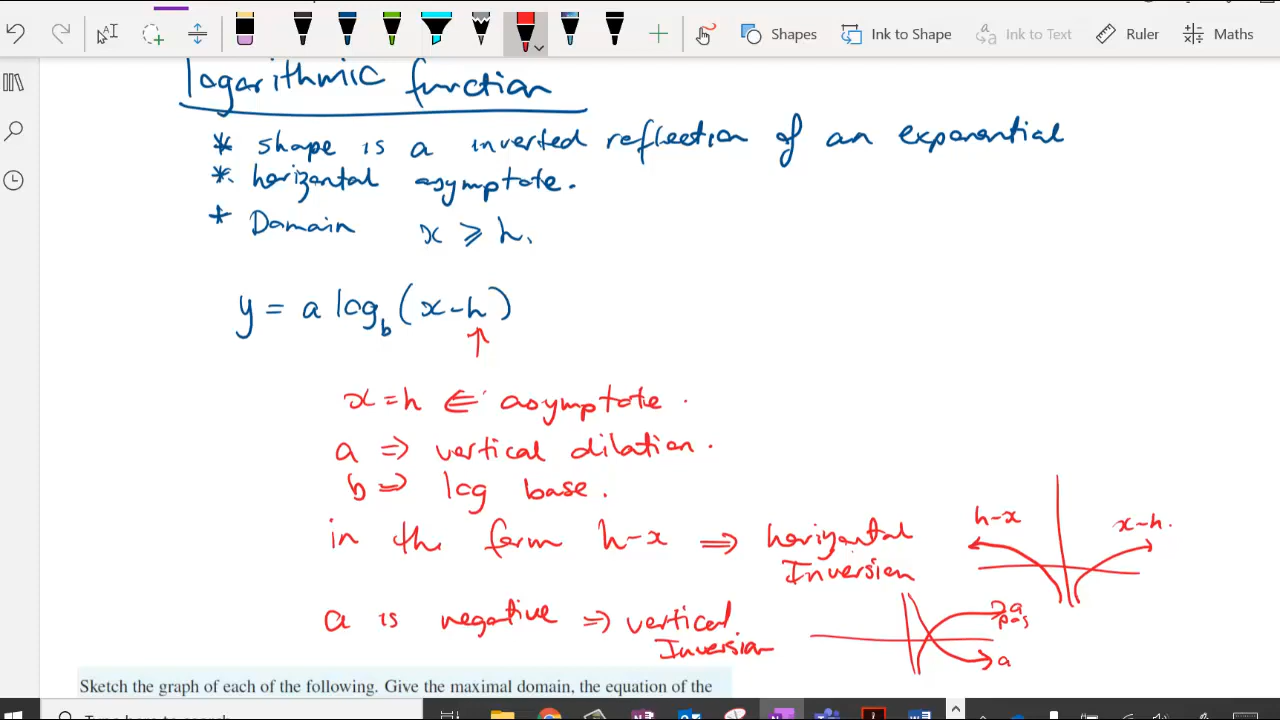 Shapes
Ink to Shape
Ink to Text
Ruler
Maths
logarithmic function
* shape is a inverted reflection of an exponential
* horizontal asymptote.
* Domain x ⩾ h.
y = a log_b (x-h)
↑
x = h ⇐ asymptote.
a ⇒ vertical dilation.
b ⇒ log base.
h-x
x-h.
in the form h-x ⇒ horizontal
Inversion
a is negative ⇒ vertical
Inversion
a
pos
a
Sketch the graph of each of the following. Give the maximal domain, the equation of the